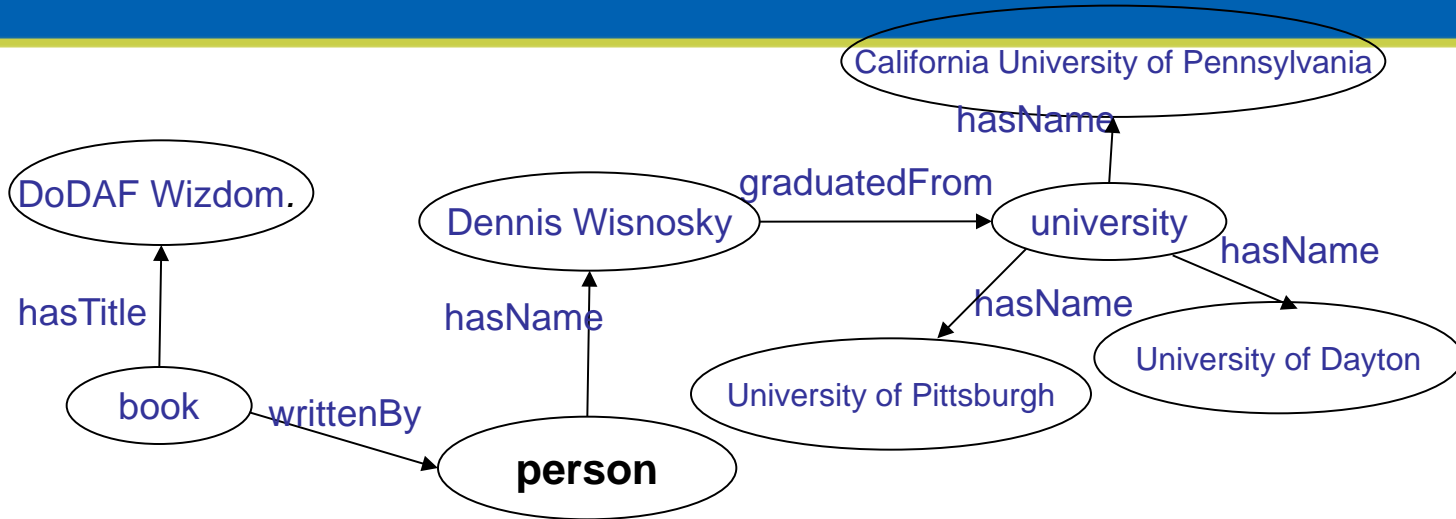 California University of Pennsylvania
hasName
DoDAF Wizdom.
graduatedFrom
Dennis Wisnosky
university
hasName
hasTitle
hasName
hasName
University of Dayton
University of Pittsburgh
book
writtenBy
person